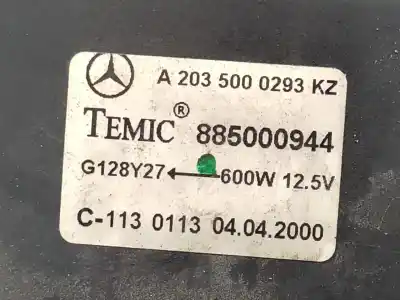 A 203 500 0293 KZ
TEMIC® 885000944
G128Y27←600W 12.5V
C-113 0113 04.04.2000